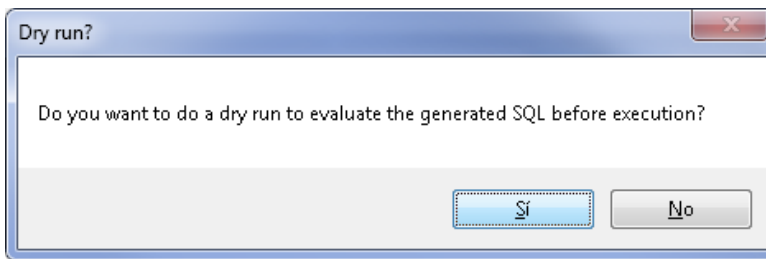 Dry run?
Do you want to do a dry run to evaluate the generated SQL before execution?
Sí
No